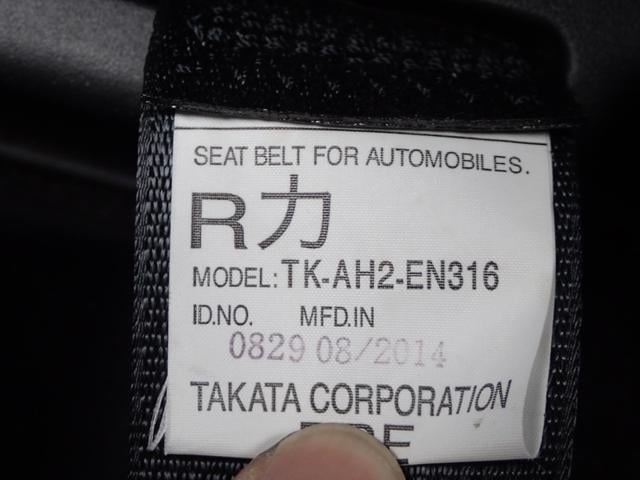 SEAT BELT FOR AUTOMOBILES.
R力
MODEL: TK-AH2-EN316
ID.NO. MFD.IN
0829 08/2014
TAKATA CORPORATION